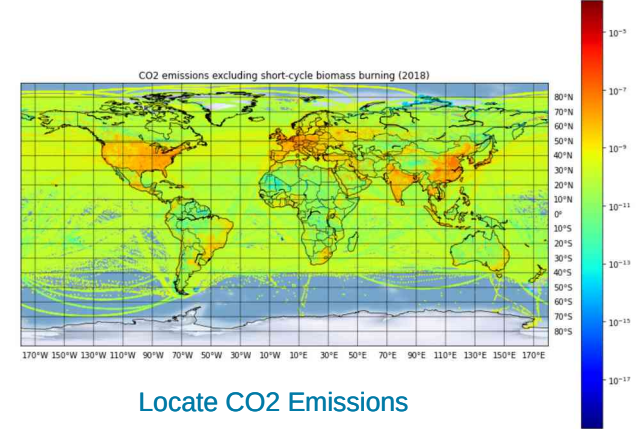 CO2 emissions excluding short-cycle biomass burning (2018)
80°N
70°N
60°N
50°N
40°N
30°N
20°N
10°N
0°
10°S
20°S
30°S
40°S
50°S
60°S
70°S
80°S
170°W 150°W 130°W 110°W 90°W 70°W 50°W 30°W 10°W 10°E 30°E 50°E 70°E 90°E 110°E 130°E 150°E 170°E
10⁻⁵
10⁻⁷
10⁻⁹
10⁻¹¹
10⁻¹³
10⁻¹⁵
10⁻¹⁷
Locate CO2 Emissions